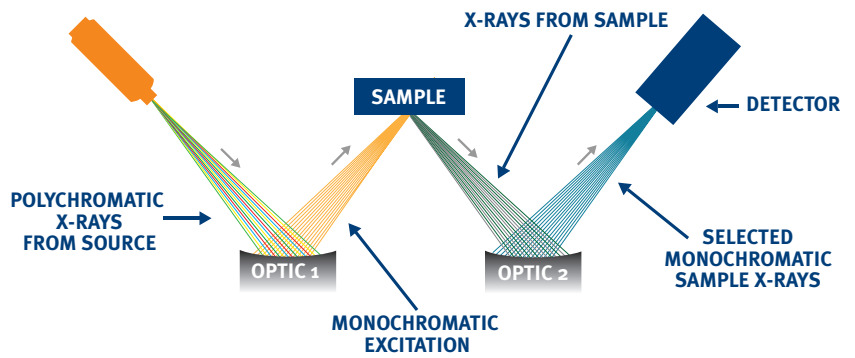 X-RAYS FROM SAMPLE
SAMPLE
DETECTOR
POLYCHROMATIC
X-RAYS
FROM SOURCE
OPTIC 1
OPTIC 2
SELECTED
MONOCHROMATIC
SAMPLE X-RAYS
MONOCHROMATIC
EXCITATION